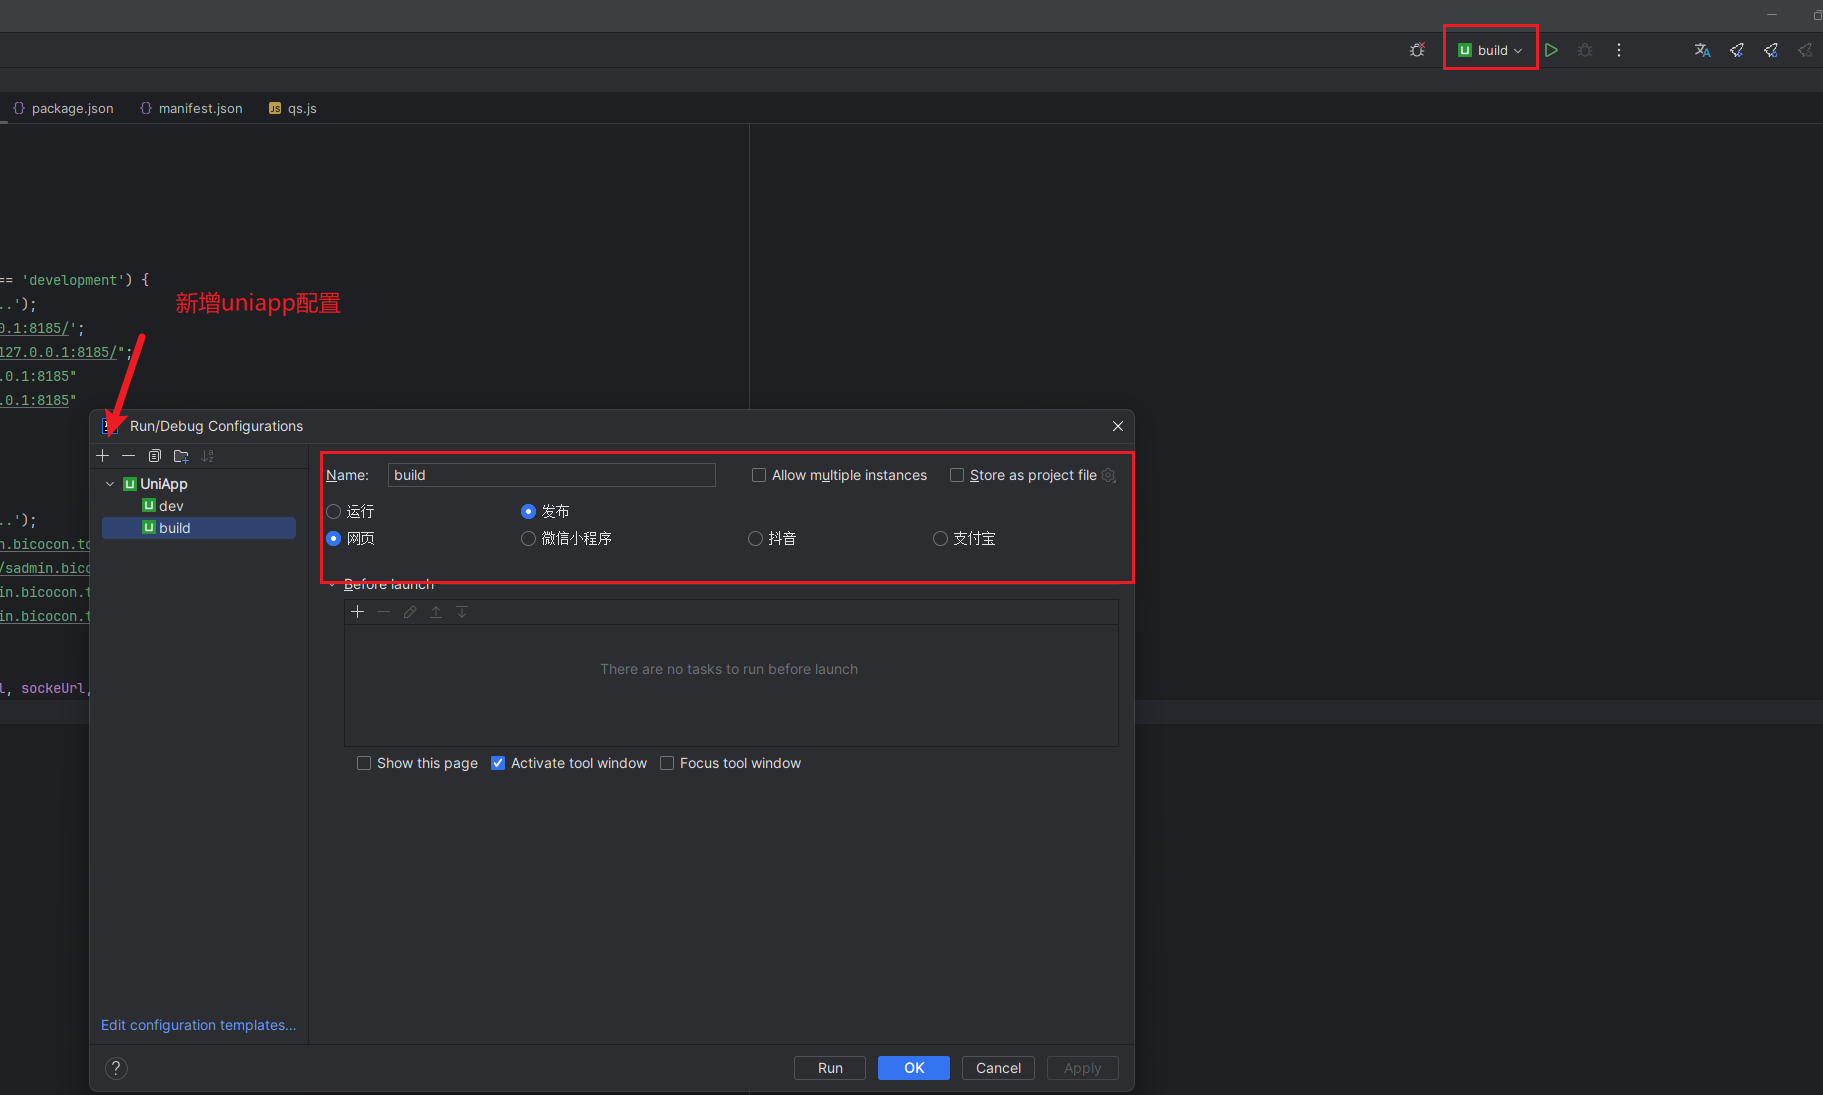 build
package.json
manifest.json
qs.js
== 'development') {
..');
新增uniapp配置
0.1:8185/';
127.0.0.1:8185/";
.0.1:8185"
.0.1:8185"
Run/Debug Configurations
UniApp
dev
build
Name: build
Allow multiple instances
Store as project file
运行
发布
网页
微信小程序
抖音
支付宝
Before launch
There are no tasks to run before launch
Show this page
Activate tool window
Focus tool window
..');
n.bicocon.to
/sadmin.bico
in.bicocon.t
in.bicocon.t
l, sockeUrl,
Edit configuration templates...
?
Run
OK
Cancel
Apply